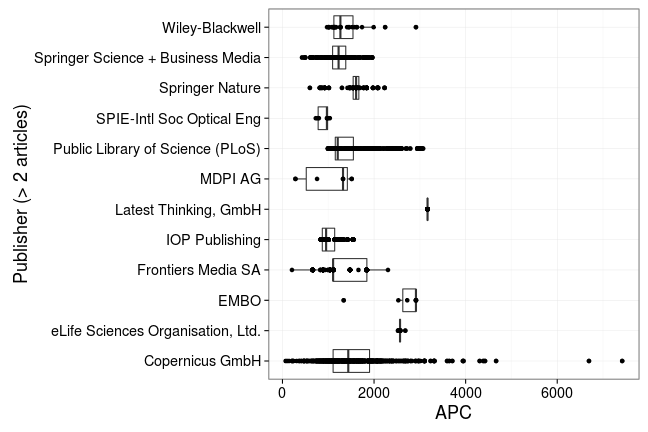 Publisher (> 2 articles)
Wiley-Blackwell
Springer Science + Business Media
Springer Nature
SPIE-Intl Soc Optical Eng
Public Library of Science (PLoS)
MDPI AG
Latest Thinking, GmbH
IOP Publishing
Frontiers Media SA
EMBO
eLife Sciences Organisation, Ltd.
Copernicus GmbH
0 2000 4000 6000
APC